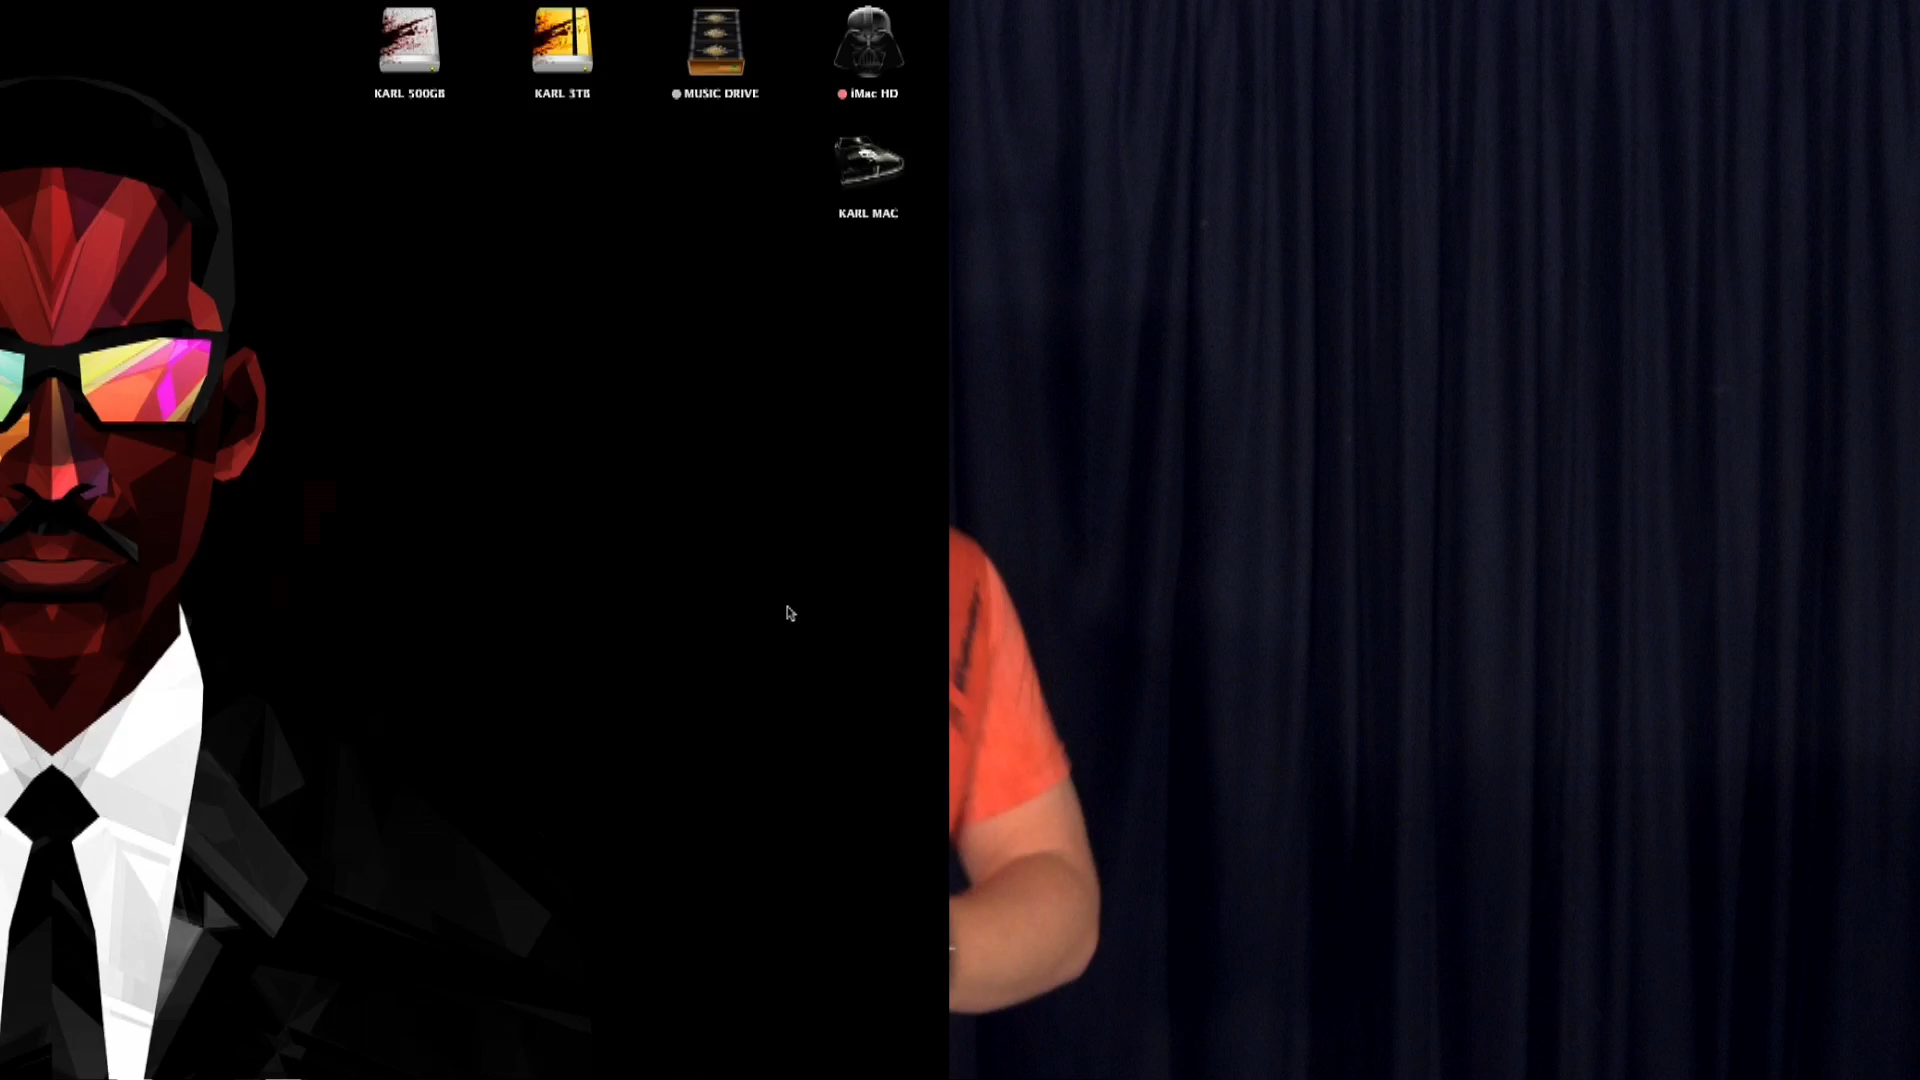 KARL 500GB
KARL 3TB
MUSIC DRIVE
iMac HD
KARL MAC